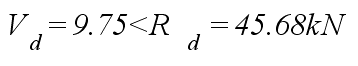 V_d = 9.75 < R_d = 45.68kN